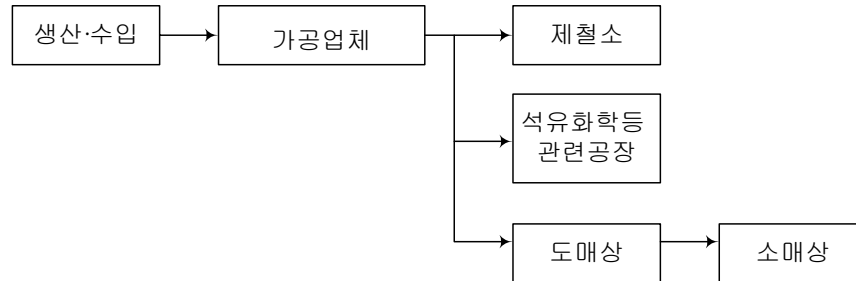 생산·수입
가공업체
제철소
석유화학등
관련공장
도매상
소매상